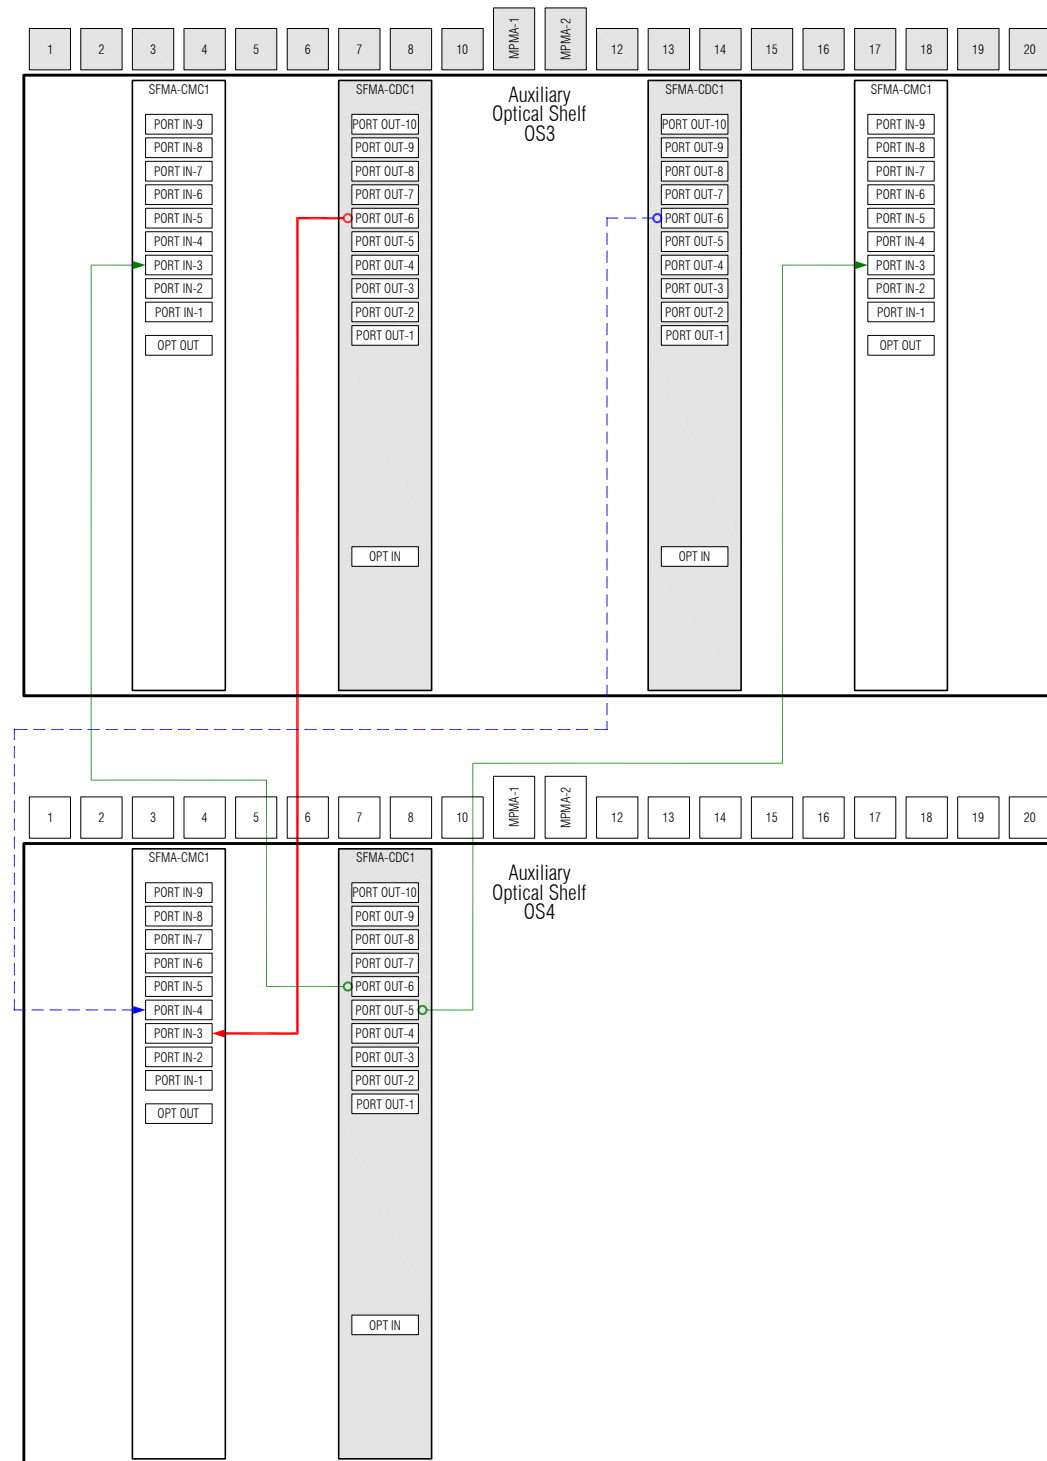 1
2
3
4
5
6
7
8
10
MPMA-1
MPMA-2
12
13
14
15
16
17
18
19
20
SFMA-CMC1
PORT IN-9
PORT IN-8
PORT IN-7
PORT IN-6
PORT IN-5
PORT IN-4
PORT IN-3
PORT IN-2
PORT IN-1
OPT OUT
SFMA-CDC1
PORT OUT-10
PORT OUT-9
PORT OUT-8
PORT OUT-7
PORT OUT-6
PORT OUT-5
PORT OUT-4
PORT OUT-3
PORT OUT-2
PORT OUT-1
OPT IN
Auxiliary
Optical Shelf
OS3
SFMA-CDC1
PORT OUT-10
PORT OUT-9
PORT OUT-8
PORT OUT-7
PORT OUT-6
PORT OUT-5
PORT OUT-4
PORT OUT-3
PORT OUT-2
PORT OUT-1
OPT IN
SFMA-CMC1
PORT IN-9
PORT IN-8
PORT IN-7
PORT IN-6
PORT IN-5
PORT IN-4
PORT IN-3
PORT IN-2
PORT IN-1
OPT OUT
1
2
3
4
5
6
7
8
10
MPMA-1
MPMA-2
12
13
14
15
16
17
18
19
20
SFMA-CMC1
PORT IN-9
PORT IN-8
PORT IN-7
PORT IN-6
PORT IN-5
PORT IN-4
PORT IN-3
PORT IN-2
PORT IN-1
OPT OUT
SFMA-CDC1
PORT OUT-10
PORT OUT-9
PORT OUT-8
PORT OUT-7
PORT OUT-6
PORT OUT-5
PORT OUT-4
PORT OUT-3
PORT OUT-2
PORT OUT-1
OPT IN
Auxiliary
Optical Shelf
OS4